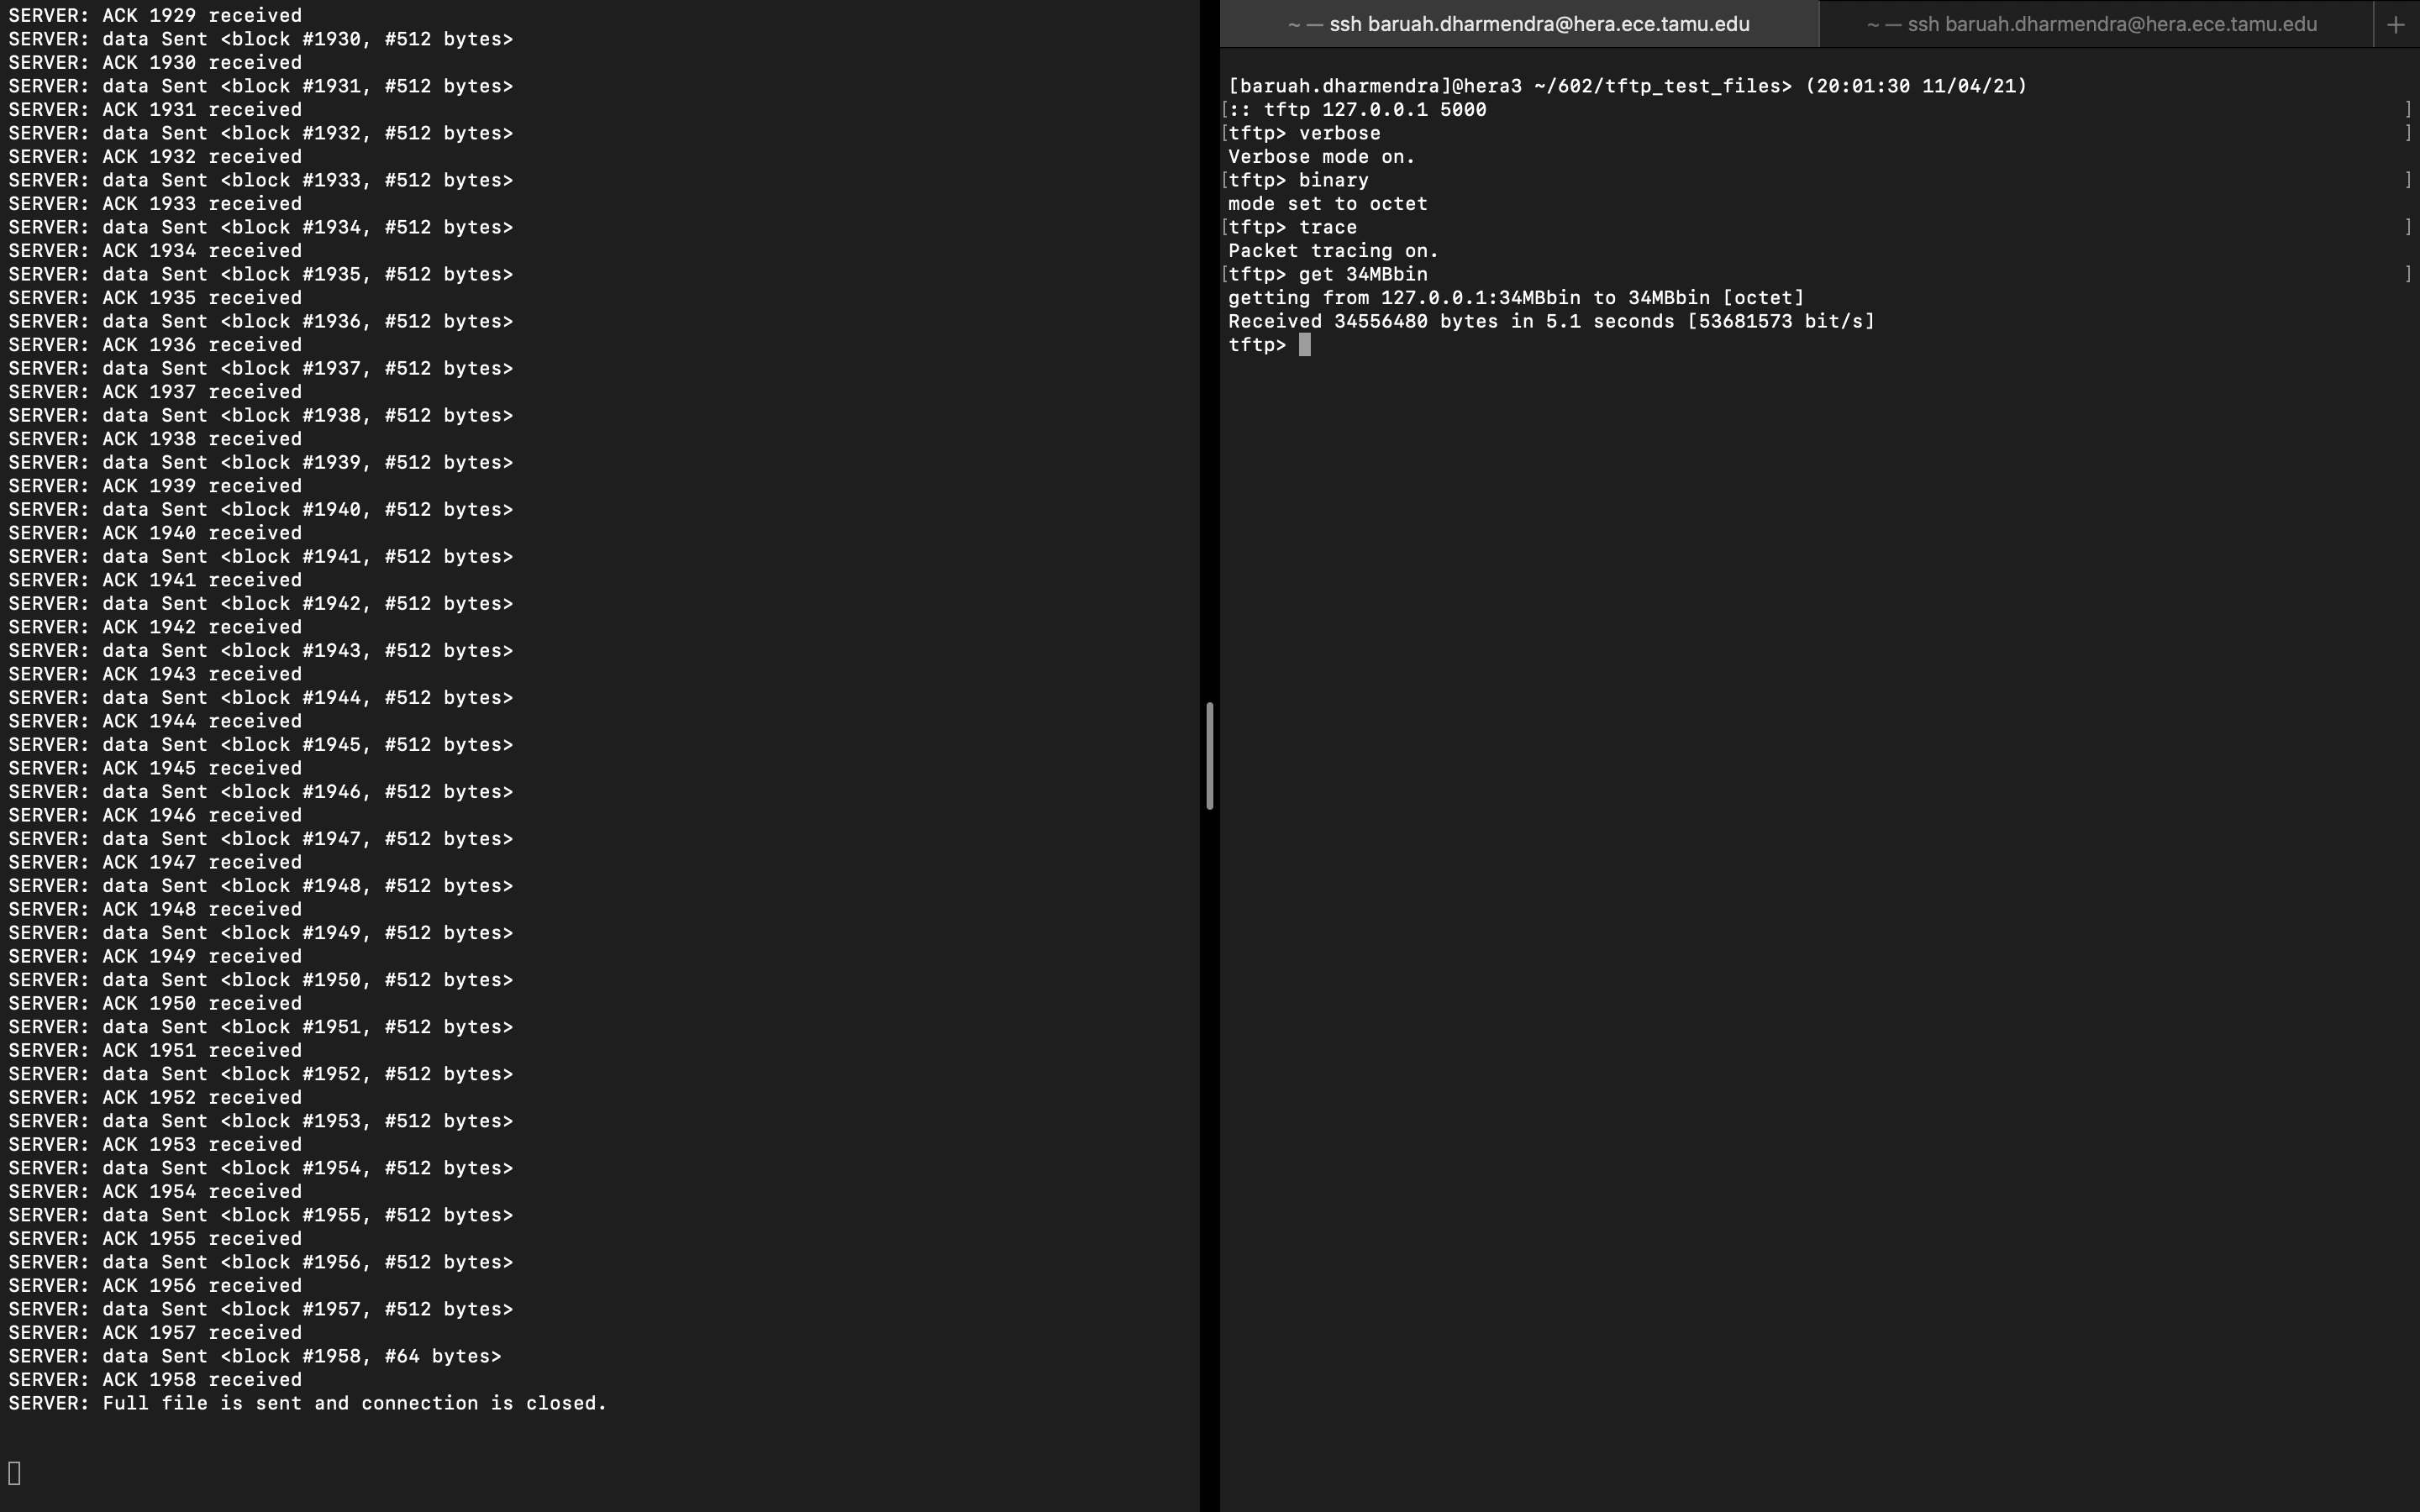 SERVER: ACK 1929 received
SERVER: data Sent <block #1930, #512 bytes>
SERVER: ACK 1930 received
SERVER: data Sent <block #1931, #512 bytes>
SERVER: ACK 1931 received
SERVER: data Sent <block #1932, #512 bytes>
SERVER: ACK 1932 received
SERVER: data Sent <block #1933, #512 bytes>
SERVER: ACK 1933 received
SERVER: data Sent <block #1934, #512 bytes>
SERVER: ACK 1934 received
SERVER: data Sent <block #1935, #512 bytes>
SERVER: ACK 1935 received
SERVER: data Sent <block #1936, #512 bytes>
SERVER: ACK 1936 received
SERVER: data Sent <block #1937, #512 bytes>
SERVER: ACK 1937 received
SERVER: data Sent <block #1938, #512 bytes>
SERVER: ACK 1938 received
SERVER: data Sent <block #1939, #512 bytes>
SERVER: ACK 1939 received
SERVER: data Sent <block #1940, #512 bytes>
SERVER: ACK 1940 received
SERVER: data Sent <block #1941, #512 bytes>
SERVER: ACK 1941 received
SERVER: data Sent <block #1942, #512 bytes>
SERVER: ACK 1942 received
SERVER: data Sent <block #1943, #512 bytes>
SERVER: ACK 1943 received
SERVER: data Sent <block #1944, #512 bytes>
SERVER: ACK 1944 received
SERVER: data Sent <block #1945, #512 bytes>
SERVER: ACK 1945 received
SERVER: data Sent <block #1946, #512 bytes>
SERVER: ACK 1946 received
SERVER: data Sent <block #1947, #512 bytes>
SERVER: ACK 1947 received
SERVER: data Sent <block #1948, #512 bytes>
SERVER: ACK 1948 received
SERVER: data Sent <block #1949, #512 bytes>
SERVER: ACK 1949 received
SERVER: data Sent <block #1950, #512 bytes>
SERVER: ACK 1950 received
SERVER: data Sent <block #1951, #512 bytes>
SERVER: ACK 1951 received
SERVER: data Sent <block #1952, #512 bytes>
SERVER: ACK 1952 received
SERVER: data Sent <block #1953, #512 bytes>
SERVER: ACK 1953 received
SERVER: data Sent <block #1954, #512 bytes>
SERVER: ACK 1954 received
SERVER: data Sent <block #1955, #512 bytes>
SERVER: ACK 1955 received
SERVER: data Sent <block #1956, #512 bytes>
SERVER: ACK 1956 received
SERVER: data Sent <block #1957, #512 bytes>
SERVER: ACK 1957 received
SERVER: data Sent <block #1958, #64 bytes>
SERVER: ACK 1958 received
SERVER: Full file is sent and connection is closed.
~ — ssh baruah.dharmendra@hera.ece.tamu.edu
~ — ssh baruah.dharmendra@hera.ece.tamu.edu
+
[baruah.dharmendra]@hera3 ~/602/tftp_test_files> (20:01:30 11/04/21)
[:: tftp 127.0.0.1 5000 ]
[tftp> verbose ]
Verbose mode on.
[tftp> binary ]
mode set to octet
[tftp> trace ]
Packet tracing on.
[tftp> get 34MBbin ]
getting from 127.0.0.1:34MBbin to 34MBbin [octet]
Received 34556480 bytes in 5.1 seconds [53681573 bit/s]
tftp>